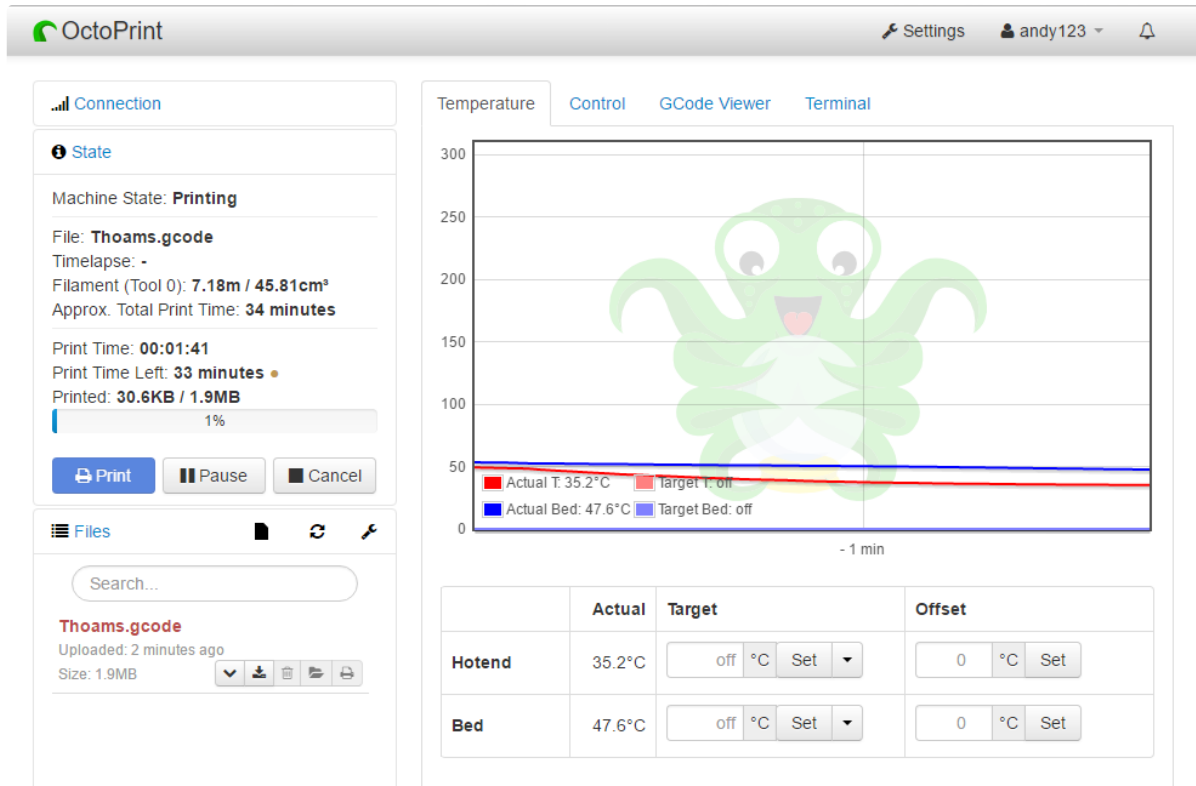 OctoPrint
Settings
andy123
Connection
State
Machine State: Printing
File: Thoams.gcode
Timelapse: -
Filament (Tool 0): 7.18m / 45.81cm³
Approx. Total Print Time: 34 minutes
Print Time: 00:01:41
Print Time Left: 33 minutes
Printed: 30.6KB / 1.9MB
1%
Print
Pause
Cancel
Files
Search...
Thoams.gcode
Uploaded: 2 minutes ago
Size: 1.9MB
Temperature
Control
GCode Viewer
Terminal
300
250
200
150
100
50
0
Actual T: 35.2°C
Target T: off
Actual Bed: 47.6°C
Target Bed: off
- 1 min
Actual
Target
Offset
Hotend
35.2°C
off
°C
Set
0
°C
Set
Bed
47.6°C
off
°C
Set
0
°C
Set